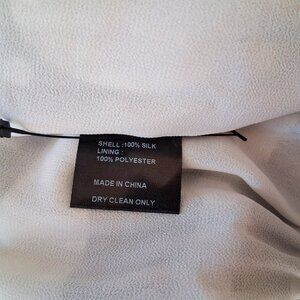 SHELL :100% SILK
LINING :
100% POLYESTER
MADE IN CHINA
DRY CLEAN ONLY